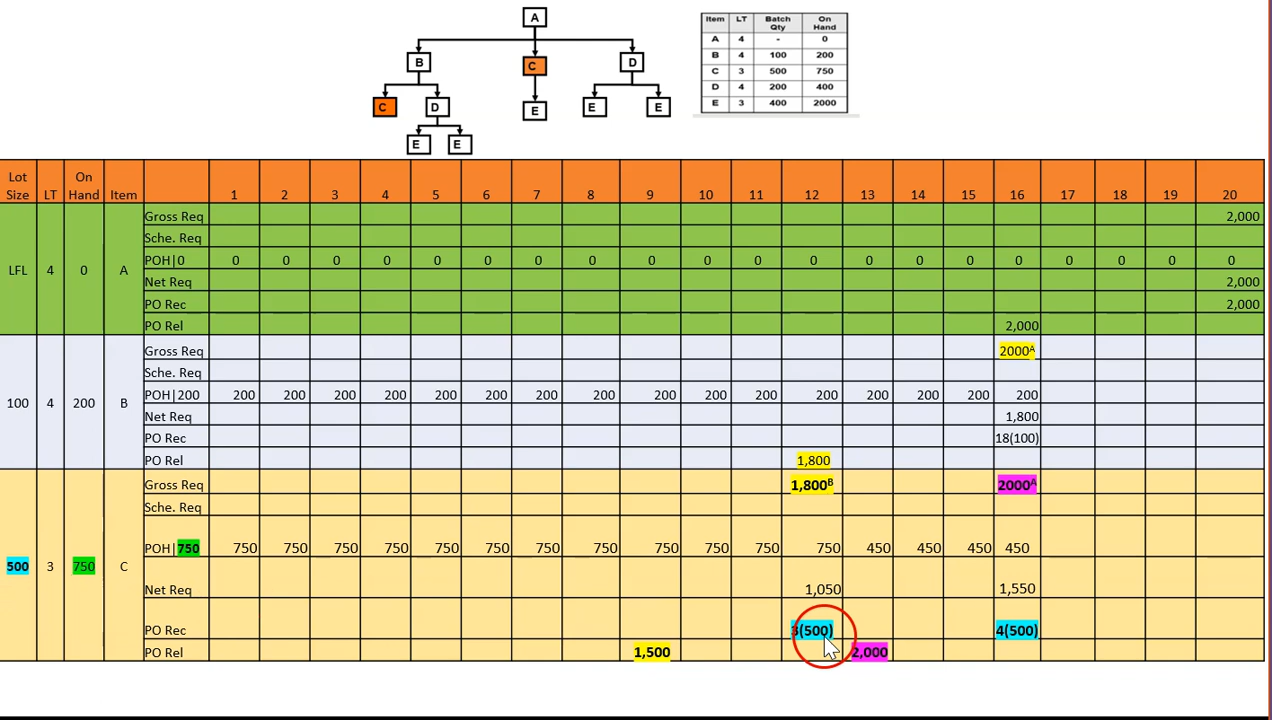 A
B
C
D
C
D
E
E
E
E
E
Item LT Batch Qty On Hand
A 4 - 0
B 4 100 200
C 3 500 750
D 4 200 400
E 3 400 2000
Lot Size LT On Hand Item 1 2 3 4 5 6 7 8 9 10 11 12 13 14 15 16 17 18 19 20
Gross Req 2,000
Sche. Req
LFL 4 0 A POH|0 0 0 0 0 0 0 0 0 0 0 0 0 0 0 0 0 0 0 0 0
Net Req 2,000
PO Rec 2,000
PO Rel 2,000
Gross Req 2000ᴬ
Sche. Req
100 4 200 B POH|200 200 200 200 200 200 200 200 200 200 200 200 200 200 200 200 200
Net Req 1,800
PO Rec 18(100)
PO Rel 1,800
Gross Req 1,800ᴮ 2000ᴬ
Sche. Req
500 3 750 C POH|750 750 750 750 750 750 750 750 750 750 750 750 750 450 450 450 450
Net Req 1,050 1,550
PO Rec 3(500) 4(500)
PO Rel 1,500 2,000